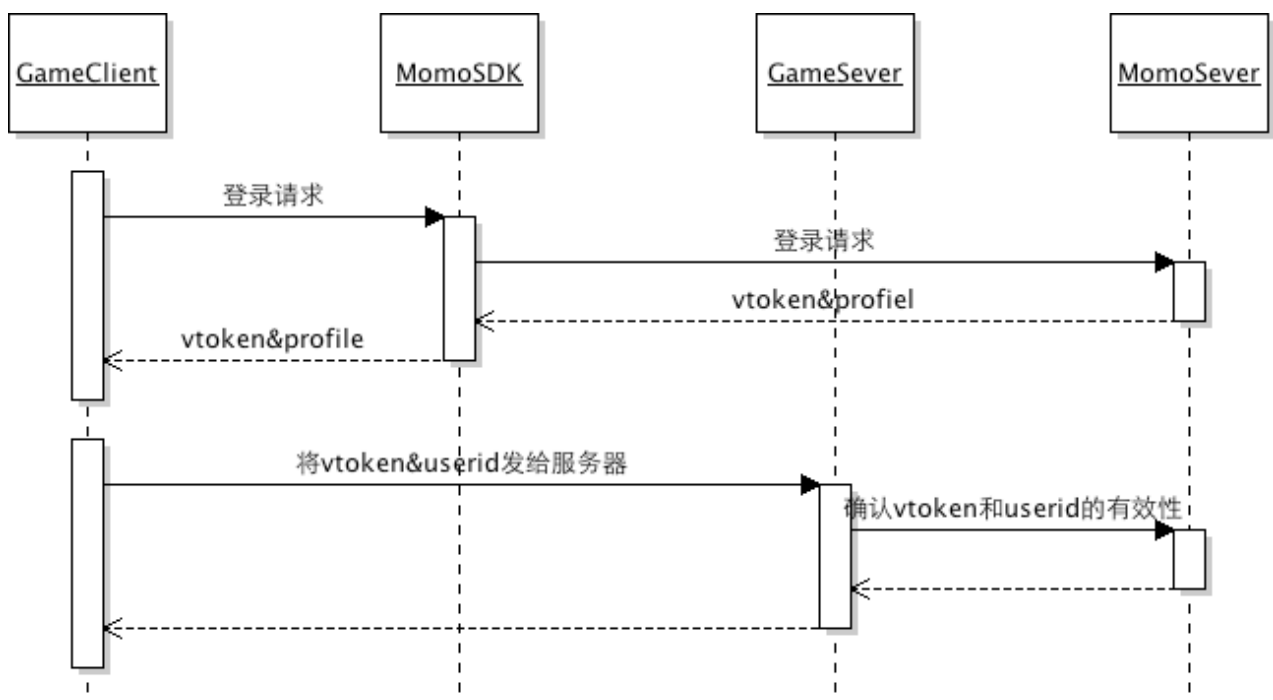 GameClient
MomoSDK
GameSever
MomoSever
登录请求
登录请求
vtoken&profiel
vtoken&profile
将vtoken&userid发给服务器
确认vtoken和userid的有效性